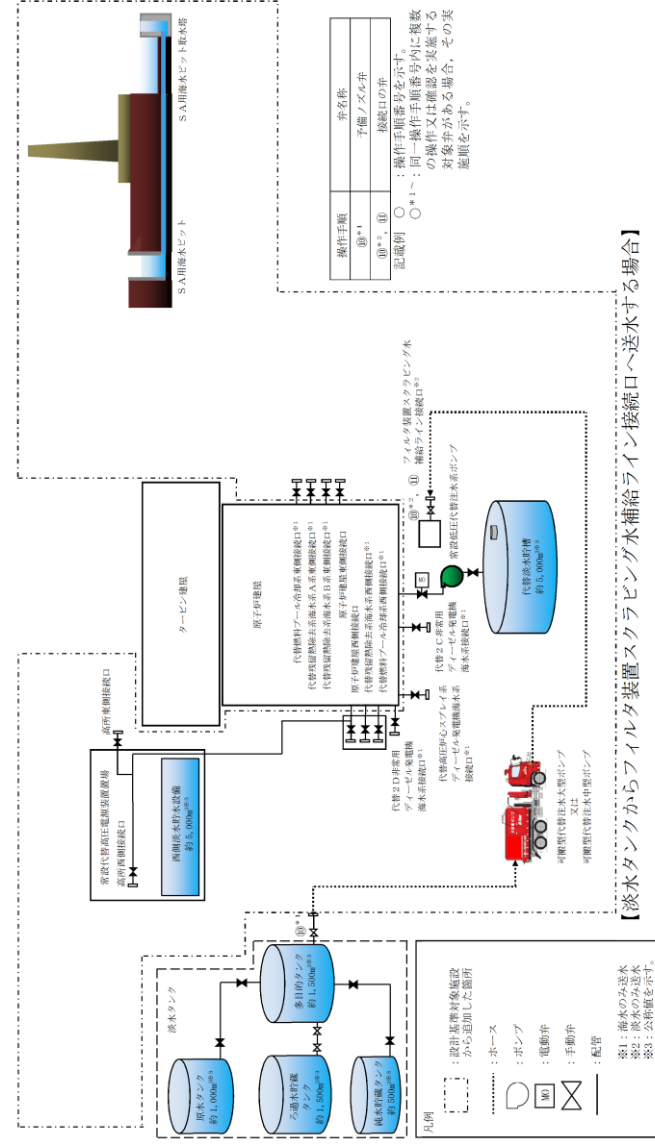 ＳＡ用海水ピット取水塔
ＳＡ用海水ピット
操作手順
弁名称
⑩※１
予備ノズル弁
⑩※２，⑪
接続口の弁
記載例　○　：操作手順番号を示す。
○※１～：同一操作手順番号内に複数
の操作又は確認を実施する
対象弁がある場合，その実
施順を示す。
タービン建屋
原子炉建屋
代替燃料プール冷却系東側接続口※１
代替残留熱除去系海水系Ａ系東側接続口※１
代替残留熱除去系海水系Ｂ系東側接続口※１
原子炉建屋東側接続口
原子炉建屋西側接続口
代替残留熱除去系海水系西側接続口※１
代替燃料プール冷却系西側接続口※１
高所東側接続口
常設代替高圧電源装置置場
高所西側接続口
西側淡水貯水設備
約5,000m³※３
代替２Ｄ非常用
ディーゼル発電機
海水系接続口※１
代替高圧炉心スプレイ系
ディーゼル発電機海水系
接続口※１
代替２Ｃ非常用
ディーゼル発電機
海水系接続口※１
MO
常設低圧代替注水系ポンプ
⑩※２，⑪
フィルタ装置スクラビング水
補給ライン接続口※２
代替淡水貯槽
約5,000m³※３
淡水タンク
原水タンク
約1,000m³※３
ろ過水貯蔵
タンク
約1,500m³※３
純水貯蔵タンク
約500m³※３
多目的タンク
約1,500m³※３
⑩※１
可搬型代替注水大型ポンプ
又は
可搬型代替注水中型ポンプ
凡例
：設計基準対象施設
から追加した箇所
：ホース
：ポンプ
MO
：電動弁
：手動弁
：配管
※1：海水のみ送水
※2：淡水のみ送水
※3：公称値を示す。
【淡水タンクからフィルタ装置スクラビング水補給ライン接続口へ送水する場合】